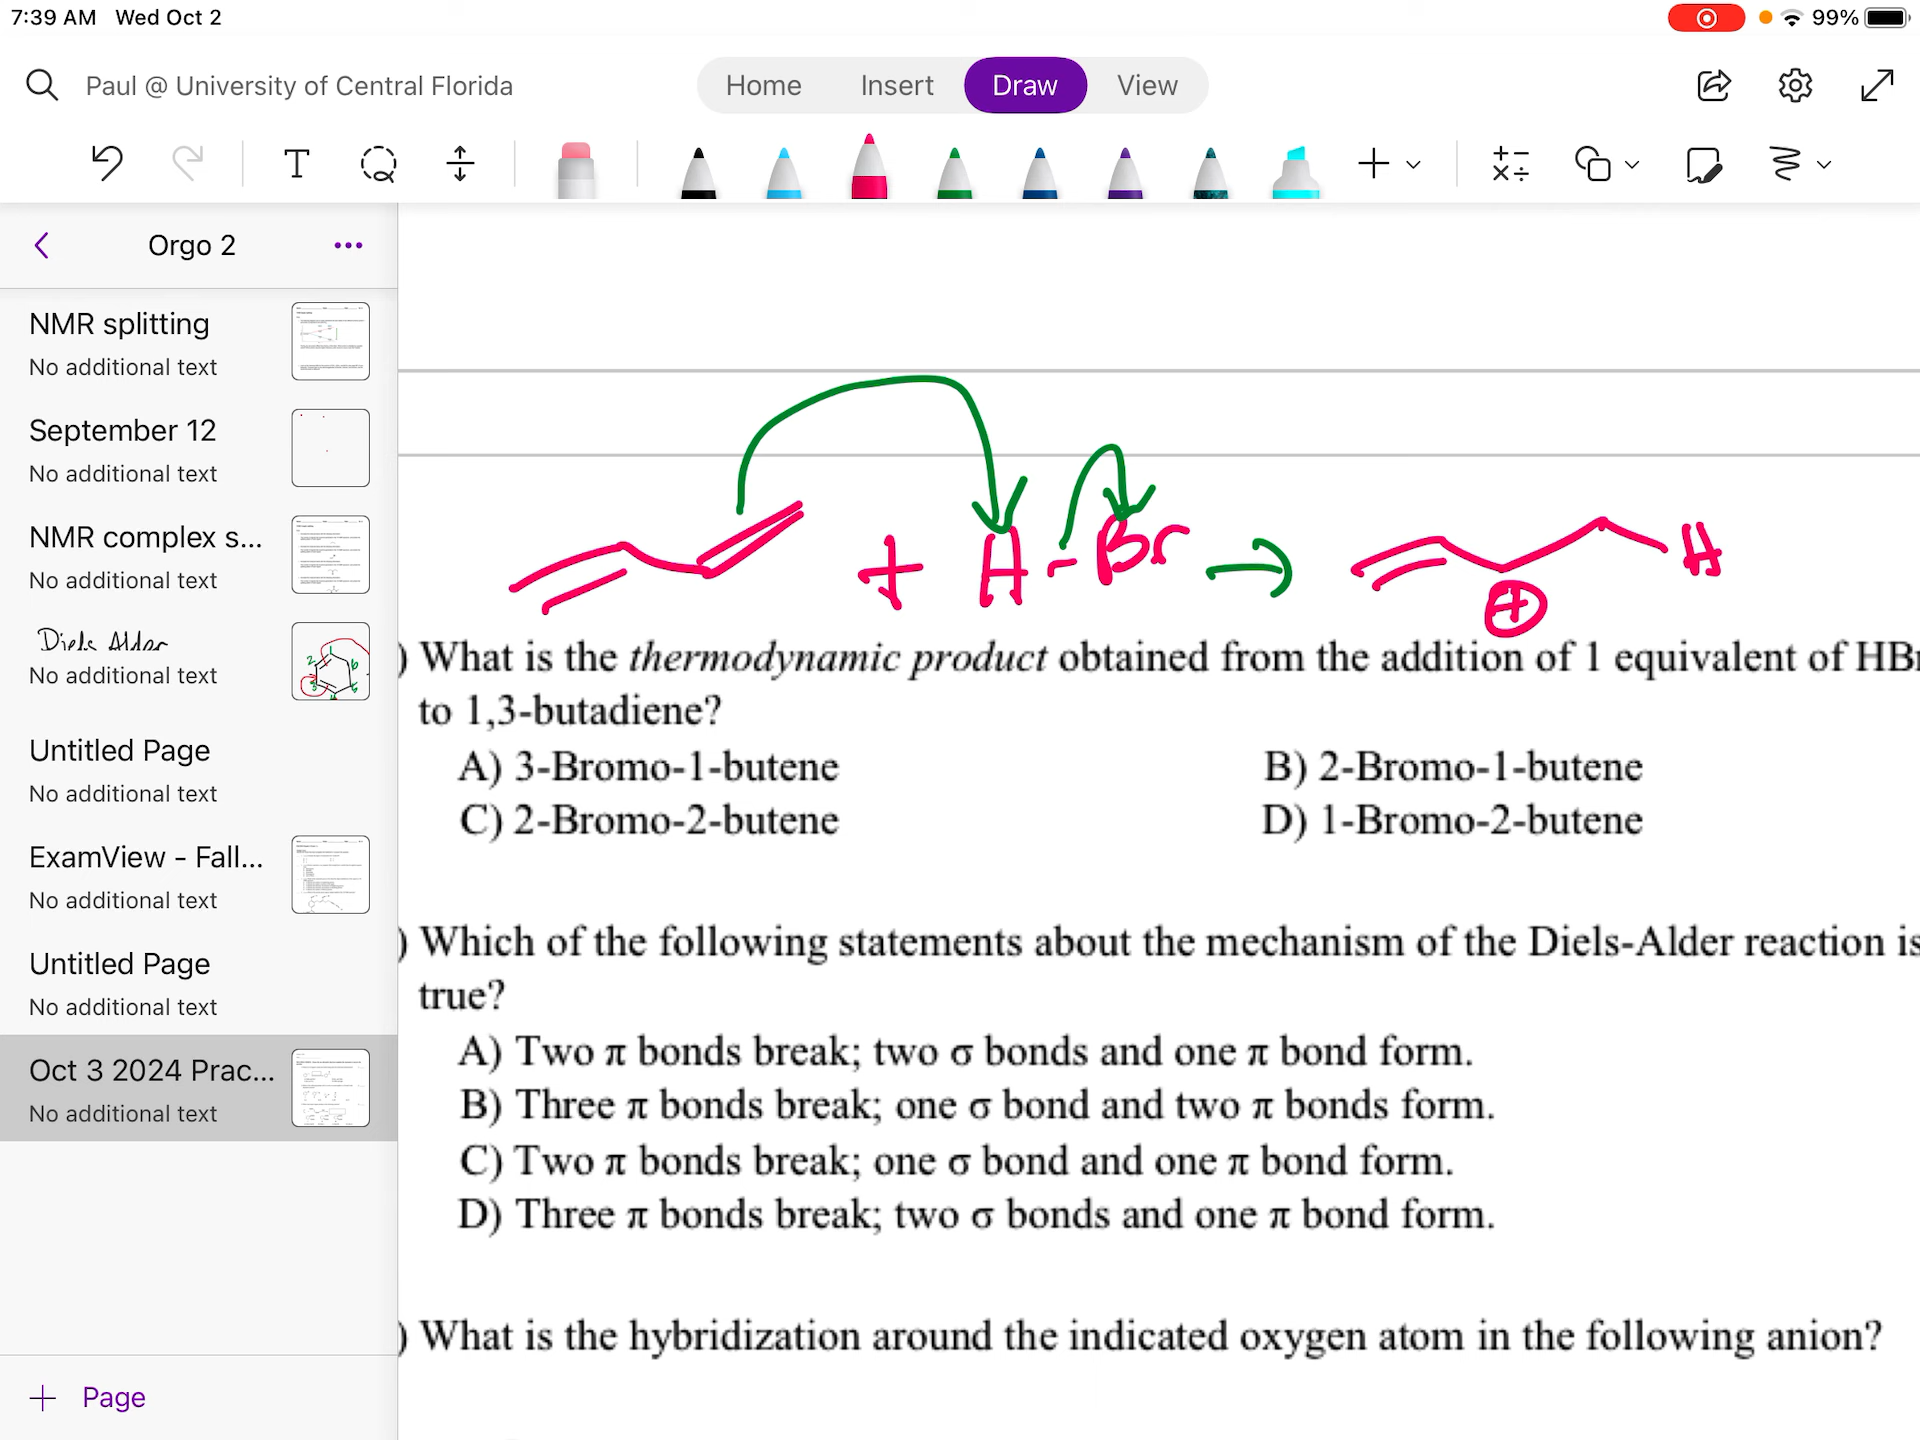 7:39 AM Wed Oct 2
99%
Paul @ University of Central Florida
Home Insert Draw View
T
Orgo 2
NMR splitting
No additional text
September 12
No additional text
NMR complex s...
No additional text
Diels Alder
No additional text
Untitled Page
No additional text
ExamView - Fall...
No additional text
Untitled Page
No additional text
Oct 3 2024 Prac...
No additional text
+ Page
+ H-Br → ⊕ H
) What is the thermodynamic product obtained from the addition of 1 equivalent of HBr
to 1,3-butadiene?
A) 3-Bromo-1-butene B) 2-Bromo-1-butene
C) 2-Bromo-2-butene D) 1-Bromo-2-butene
) Which of the following statements about the mechanism of the Diels-Alder reaction is
true?
A) Two π bonds break; two σ bonds and one π bond form.
B) Three π bonds break; one σ bond and two π bonds form.
C) Two π bonds break; one σ bond and one π bond form.
D) Three π bonds break; two σ bonds and one π bond form.
) What is the hybridization around the indicated oxygen atom in the following anion?